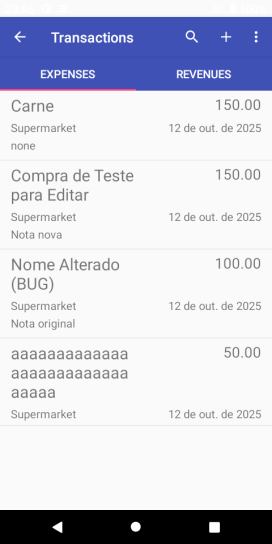 Transactions
EXPENSES REVENUES
Carne 150.00
Supermarket 12 de out. de 2025
none
Compra de Teste 150.00
para Editar
Supermarket 12 de out. de 2025
Nota nova
Nome Alterado 100.00
(BUG)
Supermarket 12 de out. de 2025
Nota original
aaaaaaaaaaaaa 50.00
aaaaaaaaaaaaa
aaaaa
Supermarket 12 de out. de 2025